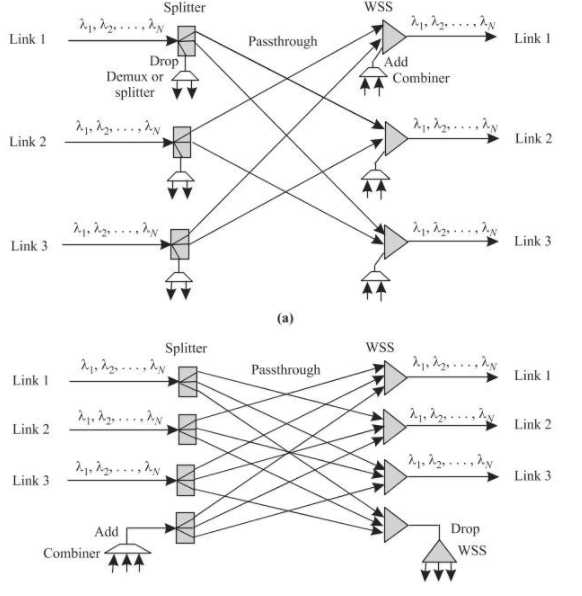 Splitter
WSS
λ1, λ2, . . . , λN
λ1, λ2, . . . , λN
Link 1
Passthrough
Link 1
Drop
Add
Demux or
splitter
Combiner
λ1, λ2, . . . , λN
λ1, λ2, . . . , λN
Link 2
Link 2
λ1, λ2, . . . , λN
λ1, λ2, . . . , λN
Link 3
Link 3
(a)
Splitter
WSS
λ1, λ2, . . . , λN
Passthrough
λ1, λ2, . . . , λN
Link 1
Link 1
λ1, λ2, . . . , λN
λ1, λ2, . . . , λN
Link 2
Link 2
λ1, λ2, . . . , λN
λ1, λ2, . . . , λN
Link 3
Link 3
Add
Drop
Combiner
WSS